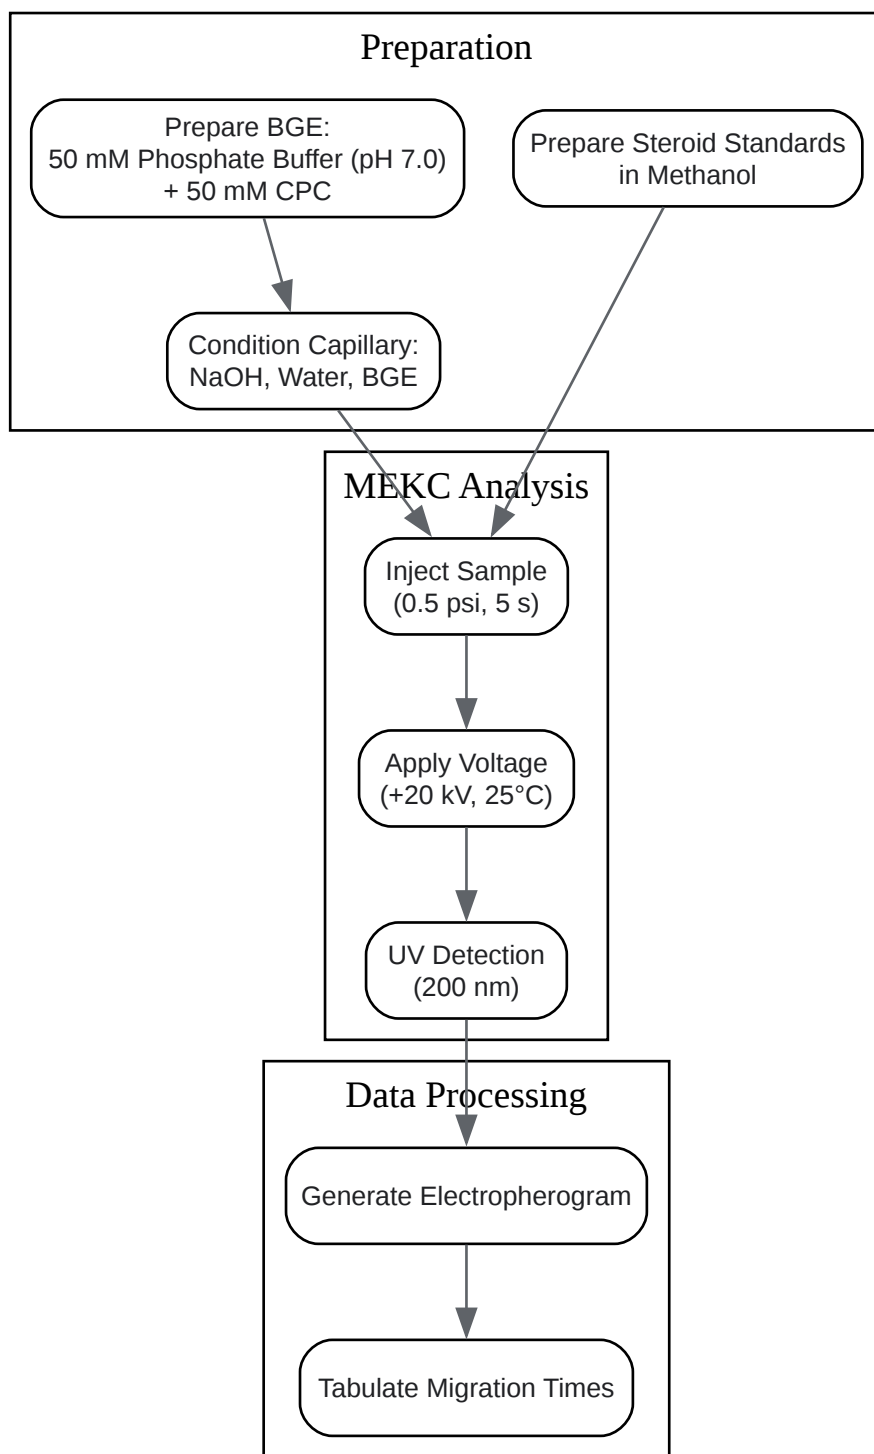 Preparation
Prepare BGE:
50 mM Phosphate Buffer (pH 7.0)
+ 50 mM CPC
Prepare Steroid Standards
in Methanol
Condition Capillary:
NaOH, Water, BGE
MEKC Analysis
Inject Sample
(0.5 psi, 5 s)
Apply Voltage
(+20 kV, 25°C)
UV Detection
(200 nm)
Data Processing
Generate Electropherogram
Tabulate Migration Times